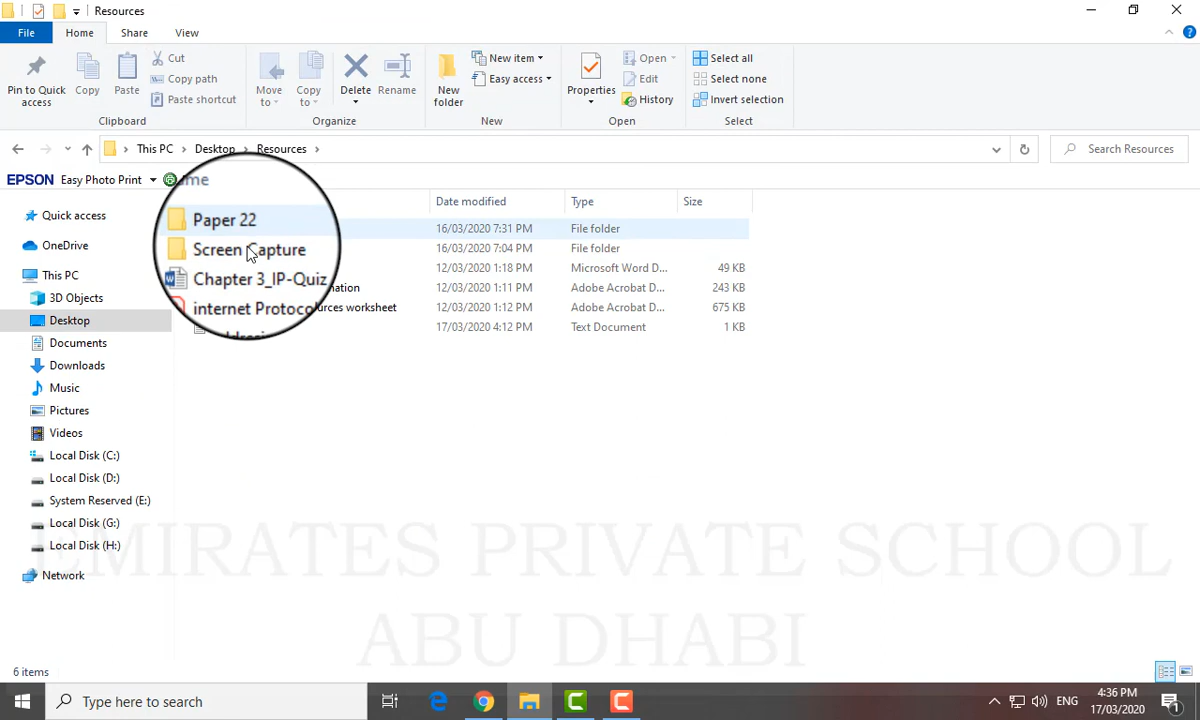 Resources
File Home Share View
Pin to Quick access
Copy
Paste
Cut
Copy path
Paste shortcut
Clipboard
Move to
Copy to
Delete
Rename
Organize
New folder
New item
Easy access
New
Properties
Open
Edit
History
Open
Select all
Select none
Invert selection
Select
This PC > Desktop > Resources >
Search Resources
EPSON Easy Photo Print
Date modified Type Size
Paper 22 16/03/2020 7:31 PM File folder
Screen Capture 16/03/2020 7:04 PM File folder
Chapter 3_IP-Quiz 12/03/2020 1:18 PM Microsoft Word D... 49 KB
12/03/2020 1:11 PM Adobe Acrobat D... 243 KB
internet 12/03/2020 1:12 PM Adobe Acrobat D... 675 KB
worksheet
17/03/2020 4:12 PM Text Document 1 KB
Quick access
OneDrive
This PC
3D Objects
Desktop
Documents
Downloads
Music
Pictures
Videos
Local Disk (C:)
Local Disk (D:)
System Reserved (E:)
Local Disk (G:)
Local Disk (H:)
Network
EMIRATES PRIVATE SCHOOL
ABU DHABI
6 items
Type here to search
ENG
4:36 PM
17/03/2020
1